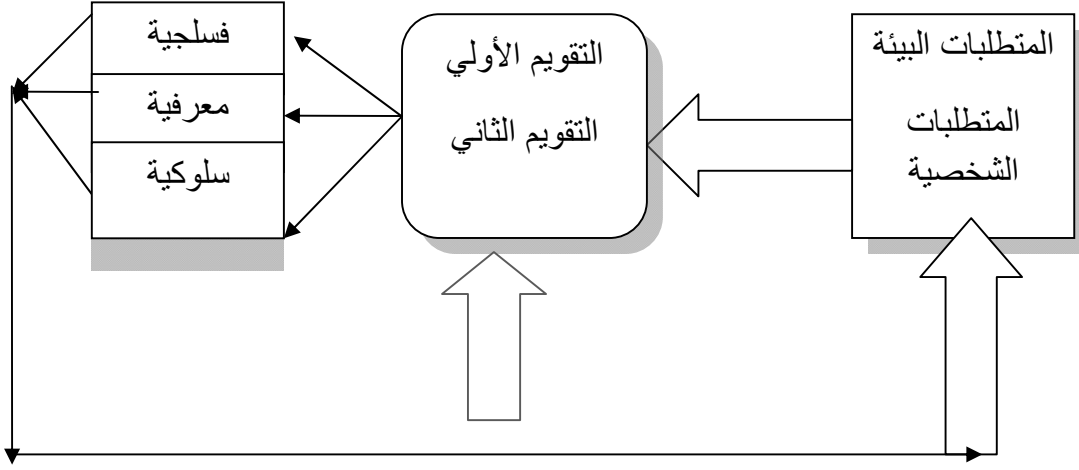 المتطلبات البيئة
المتطلبات
الشخصية
التقويم الأولي
التقويم الثاني
فسلجية
معرفية
سلوكية